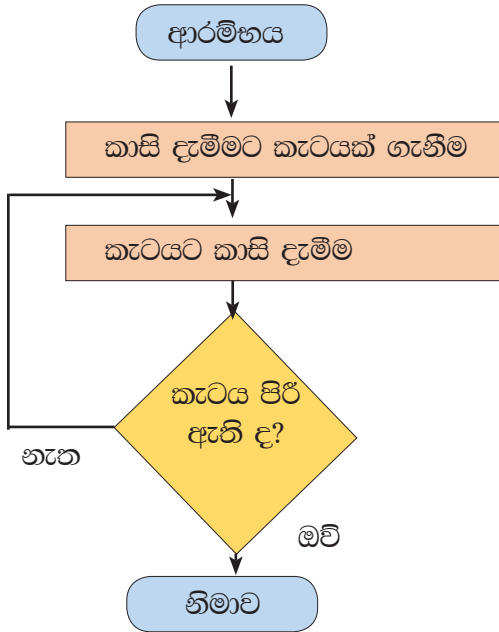 ආරම්භය
කාසි දැමීමට කැටයක් ගැනීම
කැටයට කාසි දැමීම
කැටය පිරී
ඇති ද?
නැත
ඔව්
නිමාව